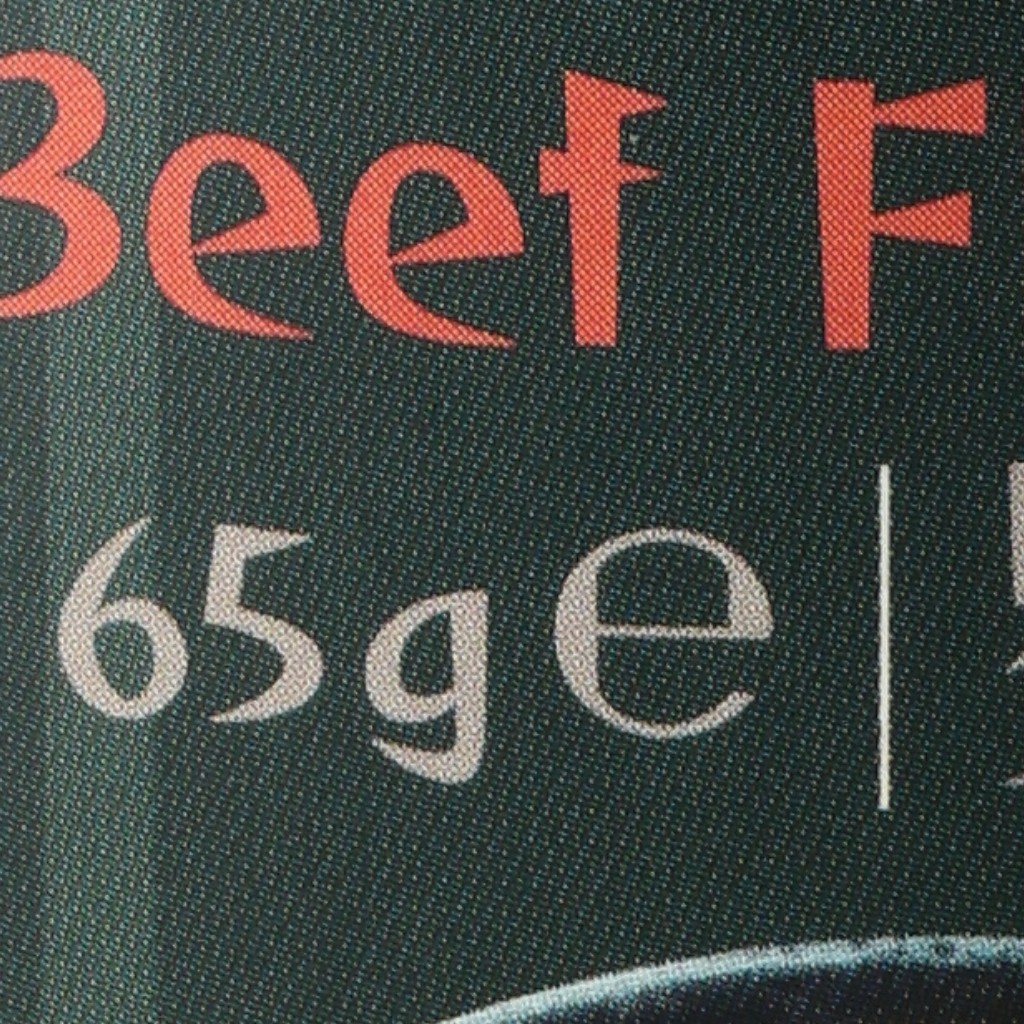 Beef F
65g ℮ |